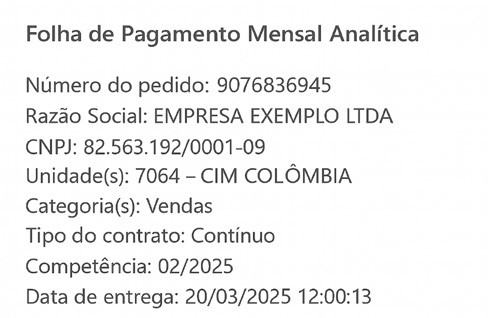 Folha de Pagamento Mensal Analítica
Número do pedido: 9076836945
Razão Social: EMPRESA EXEMPLO LTDA
CNPJ: 82.563.192/0001-09
Unidade(s): 7064 – CIM COLÔMBIA
Categoria(s): Vendas
Tipo do contrato: Contínuo
Competência: 02/2025
Data de entrega: 20/03/2025 12:00:13